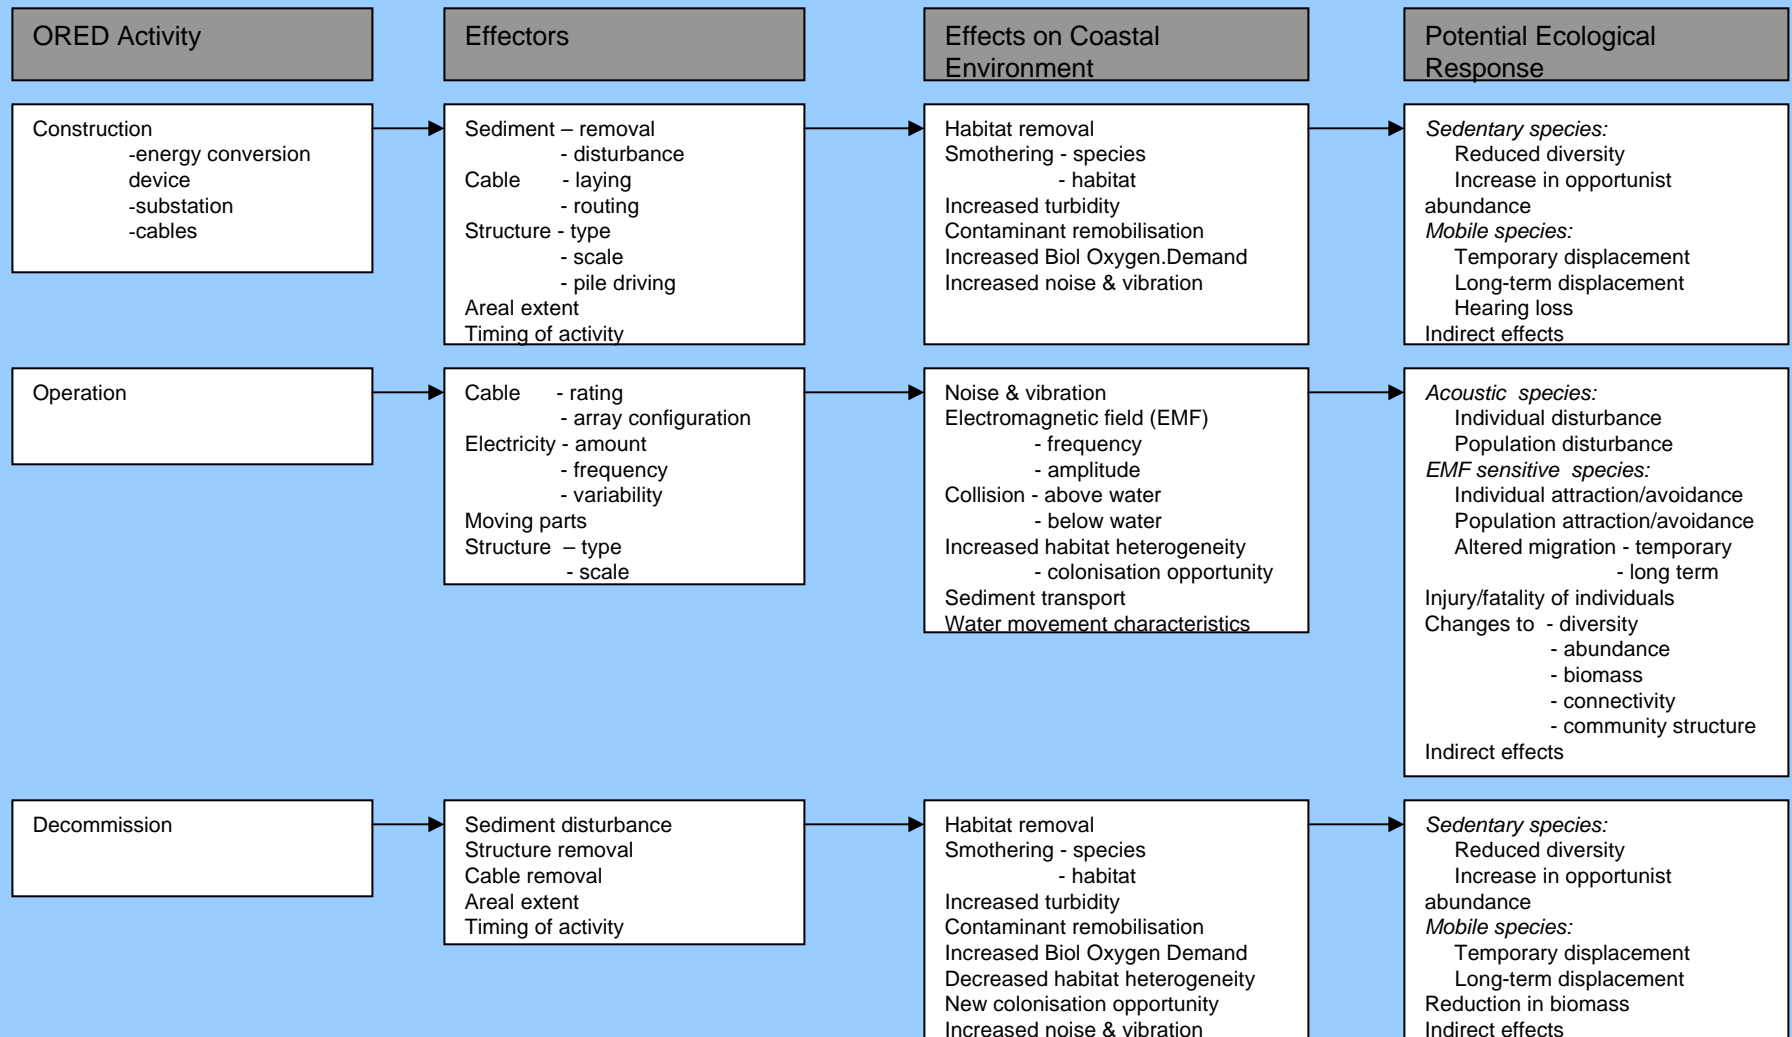 ORED Activity
Effectors
Effects on Coastal
Environment
Potential Ecological
Response
Construction
-energy conversion
device
-substation
-cables
Sediment – removal
- disturbance
Cable - laying
- routing
Structure - type
- scale
- pile driving
Areal extent
Timing of activity
Habitat removal
Smothering - species
- habitat
Increased turbidity
Contaminant remobilisation
Increased Biol Oxygen.Demand
Increased noise & vibration
Sedentary species:
Reduced diversity
Increase in opportunist
abundance
Mobile species:
Temporary displacement
Long-term displacement
Hearing loss
Indirect effects
Operation
Cable - rating
- array configuration
Electricity - amount
- frequency
- variability
Moving parts
Structure – type
- scale
Noise & vibration
Electromagnetic field (EMF)
- frequency
- amplitude
Collision - above water
- below water
Increased habitat heterogeneity
- colonisation opportunity
Sediment transport
Water movement characteristics
Acoustic species:
Individual disturbance
Population disturbance
EMF sensitive species:
Individual attraction/avoidance
Population attraction/avoidance
Altered migration - temporary
- long term
Injury/fatality of individuals
Changes to - diversity
- abundance
- biomass
- connectivity
- community structure
Indirect effects
Decommission
Sediment disturbance
Structure removal
Cable removal
Areal extent
Timing of activity
Habitat removal
Smothering - species
- habitat
Increased turbidity
Contaminant remobilisation
Increased Biol Oxygen Demand
Decreased habitat heterogeneity
New colonisation opportunity
Increased noise & vibration
Sedentary species:
Reduced diversity
Increase in opportunist
abundance
Mobile species:
Temporary displacement
Long-term displacement
Reduction in biomass
Indirect effects